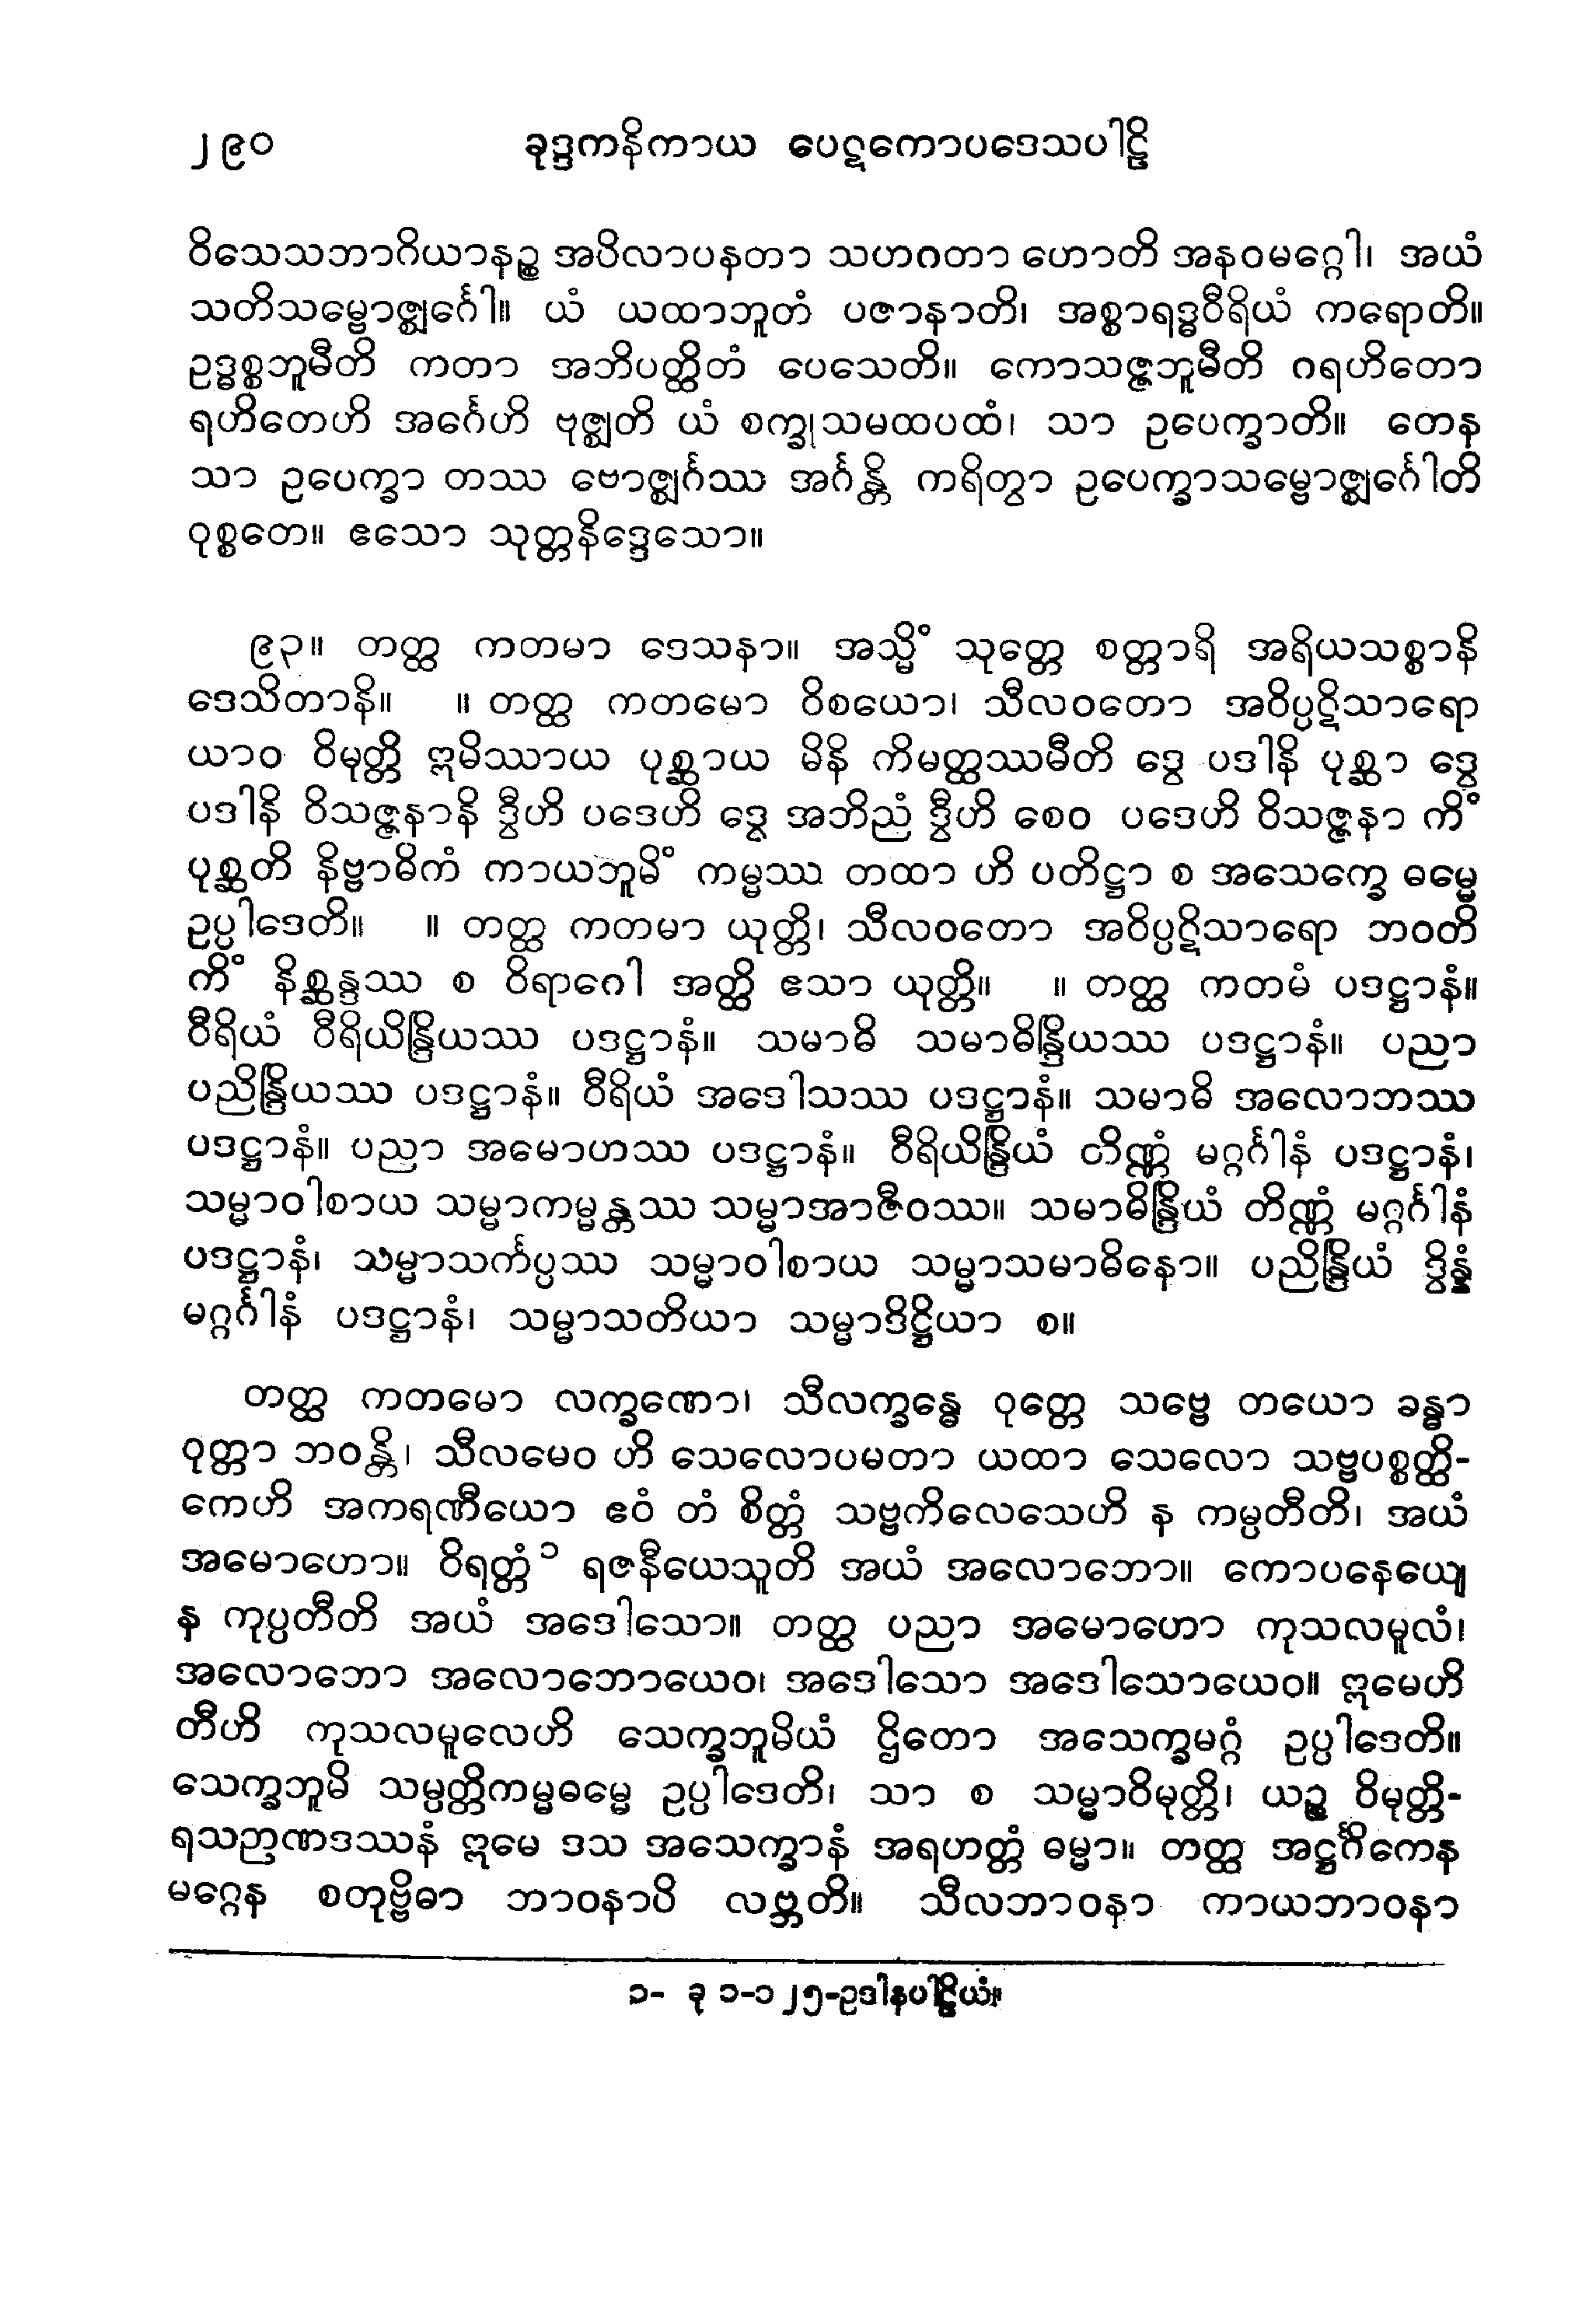 ၂၉၀ ခုဒ္ဒကနိကာယ ပေဋကောပဒေသပါဠိ
ဝိသေသဘာဂိယာနဉ္စ အပိလာပနတာ သဟဂတာ ဟောတိ အနဝမဂ္ဂေါ၊ အယံ
သတိသမ္ဗောဇ္ဈင်္ဂေါ။ ယံ ယထာဘူတံ ပဇာနာတိ၊ အစ္စာရဒ္ဓဝီရိယံ ကရောတိ။
ဥဒ္ဓစ္စဘူမီတိ ကတာ အဘိပတ္ထိတံ ပေသေတိ။ ကောသဇ္ဇဘူမီတိ ဂရဟိတော
ရဟိတေဟိ အင်္ဂေဟိ ဗုဇ္ဈတိ ယံ စက္ခုသမထပထံ၊ သာ ဥပေက္ခာတိ။ တေန
သာ ဥပေက္ခာ တဿ ဗောဇ္ဈင်္ဂဿ အင်္ဂန္တိ ကရိတွာ ဥပေက္ခာသမ္ဗောဇ္ဈင်္ဂေါတိ
ဝုစ္စတေ။ ဧသော သုတ္တနိဒ္ဒေသော။
၉၃။ တတ္ထ ကတမာ ဒေသနာ။ အသ္မိံ သုတ္တေ စတ္တာရိ အရိယသစ္စာနိ
ဒေသိတာနိ။ ။ တတ္ထ ကတမော ဝိစယော၊ သီလဝတော အဝိပ္ပဋိသာရော
ယာဝ ဝိမုတ္တိ ဣမိဿာယ ပုစ္ဆာယ မိနိ ကိမတ္ထဿမီတိ ဒွေ ပဒါနိ ပုစ္ဆာ ဒွေ
ပဒါနိ ဝိသဇ္ဇနာနိ ဒွီဟိ ပဒေဟိ ဒွေ အဘိညံ ဒွီဟိ စေဝ ပဒေဟိ ဝိသဇ္ဇနာ ကိံ
ပုစ္ဆတိ နိဗ္ဗာဓိကံ ကာယဘူမိံ ကမ္မဿ တထာ ဟိ ပတိဋ္ဌာ စ အသေက္ခေ ဓမ္မေ
ဥပ္ပါဒေတိ။ ။ တတ္ထ ကတမာ ယုတ္တိ၊ သီလဝတော အဝိပ္ပဋိသာရော ဘဝတိ
ကိံ နိစ္ဆန္ဒဿ စ ဝိရာဂေါ အတ္ထိ ဧသာ ယုတ္တိ။ ။ တတ္ထ ကတမံ ပဒဋ္ဌာနံ။
ဝီရိယံ ဝီရိယိန္ဒြိယဿ ပဒဋ္ဌာနံ။ သမာဓိ သမာဓိန္ဒြိယဿ ပဒဋ္ဌာနံ။ ပညာ
ပညိန္ဒြိယဿ ပဒဋ္ဌာနံ။ ဝီရိယံ အဒေါသဿ ပဒဋ္ဌာနံ။ သမာဓိ အလောဘဿ
ပဒဋ္ဌာနံ။ ပညာ အမောဟဿ ပဒဋ္ဌာနံ။ ဝီရိယိန္ဒြိယံ တိဏ္ဏံ မဂ္ဂင်္ဂါနံ ပဒဋ္ဌာနံ၊
သမ္မာဝါစာယ သမ္မာကမ္မန္တဿ သမ္မာအာဇီဝဿ။ သမာဓိန္ဒြိယံ တိဏ္ဏံ မဂ္ဂင်္ဂါနံ
ပဒဋ္ဌာနံ၊ သမ္မာသင်္ကပ္ပဿ သမ္မာဝါစာယ သမ္မာသမာဓိနော။ ပညိန္ဒြိယံ ဒွိန္နံ
မဂ္ဂင်္ဂါနံ ပဒဋ္ဌာနံ၊ သမ္မာသတိယာ သမ္မာဒိဋ္ဌိယာ စ။
တတ္ထ ကတမော လက္ခဏော၊ သီလက္ခန္ဓေ ဝုတ္တေ သဗ္ဗေ တယော ခန္ဓာ
ဝုတ္တာ ဘဝန္တိ၊ သီလမေဝ ဟိ သေလောပမတာ ယထာ သေလော သဗ္ဗပစ္စတ္ထိ-
ကေဟိ အကရဏီယော ဧဝံ တံ စိတ္တံ သဗ္ဗကိလေသေဟိ န ကမ္ပတီတိ၊ အယံ
အမောဟော။ ဝိရတ္တံ ၁ ရဇနီယေသူတိ အယံ အလောဘော။ ကောပနေယျေ
န ကုပ္ပတီတိ အယံ အဒေါသော။ တတ္ထ ပညာ အမောဟော ကုသလမူလံ၊
အလောဘော အလောဘောယေဝ၊ အဒေါသော အဒေါသောယေဝ။ ဣမေဟိ
တီဟိ ကုသလမူလေဟိ သေက္ခဘူမိယံ ဌိတော အသေက္ခမဂ္ဂံ ဥပ္ပါဒေတိ။
သေက္ခဘူမိ သမ္ပတ္တိကမ္မဓမ္မေ ဥပ္ပါဒေတိ၊ သာ စ သမ္မာဝိမုတ္တိ၊ ယဉ္စ ဝိမုတ္တိ-
ရသဉာဏဒဿနံ ဣမေ ဒသ အသေက္ခာနံ အရဟတ္တံ ဓမ္မာ။ တတ္ထ အဋ္ဌင်္ဂိကေန
မဂ္ဂေန စတုဗ္ဗိဓာ ဘာဝနာပိ လဗ္ဘတိ။ သီလဘာဝနာ ကာယဘာဝနာ
၁- ခု ၁-၁၂၅-ဥဒါနပါဠိယံ။